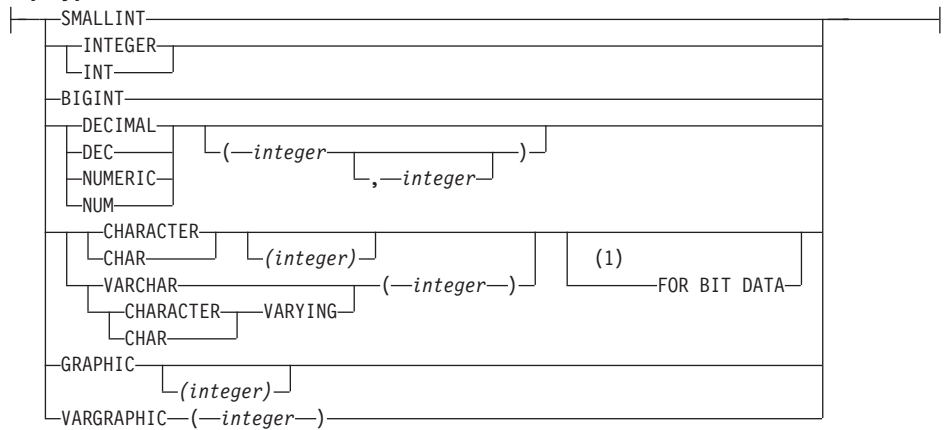 SMALLINT
INTEGER
INT
BIGINT
DECIMAL
DEC ( integer )
NUMERIC , integer
NUM
CHARACTER
CHAR (integer) (1)
VARCHAR ( integer ) FOR BIT DATA
CHARACTER VARYING
CHAR
GRAPHIC
(integer)
VARGRAPHIC ( integer )